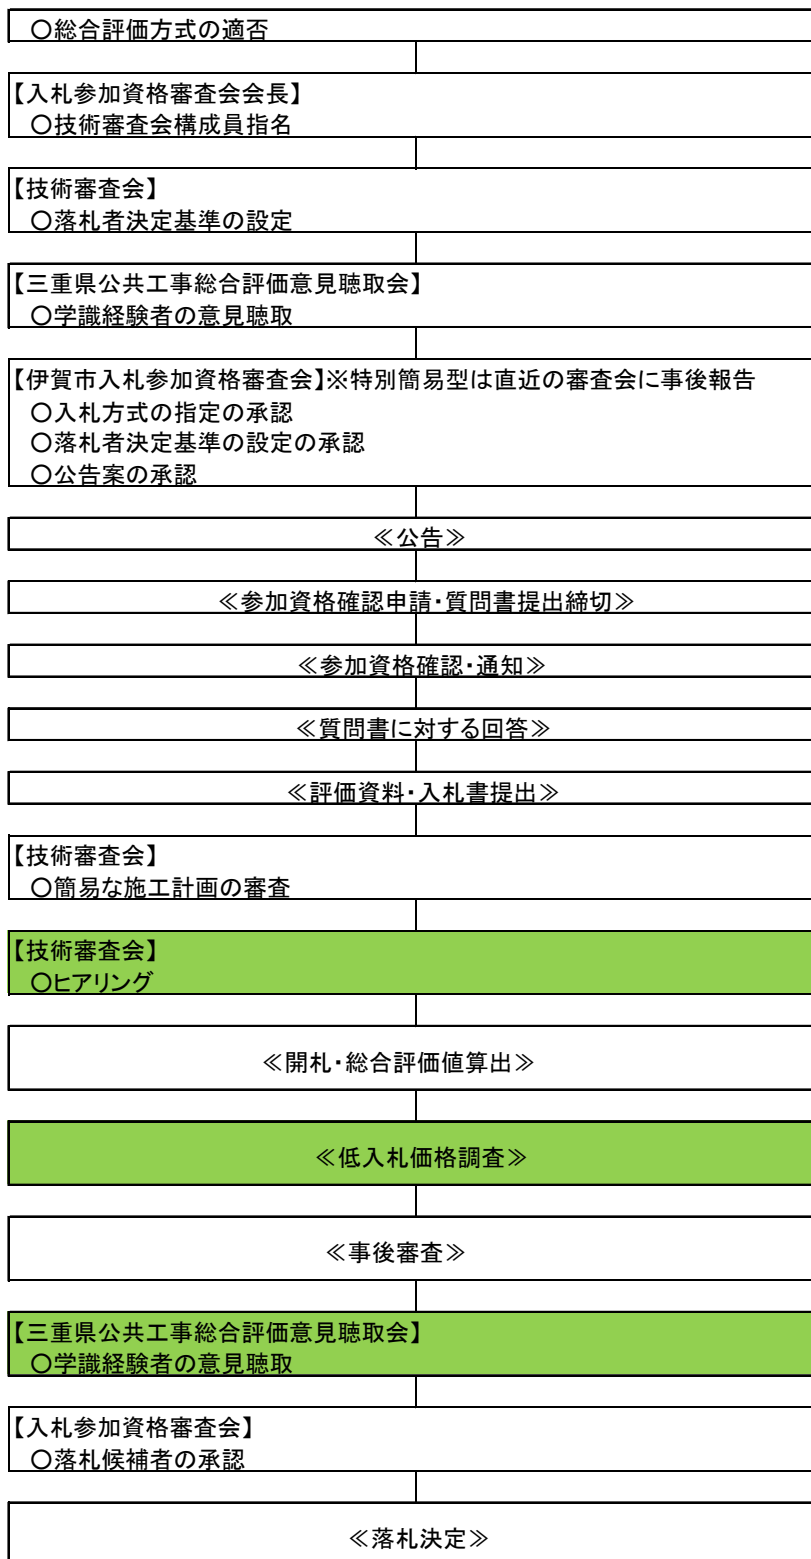 〇総合評価方式の適否
【入札参加資格審査会会長】
〇技術審査会構成員指名
【技術審査会】
〇落札者決定基準の設定
【三重県公共工事総合評価意見聴取会】
〇学識経験者の意見聴取
【伊賀市入札参加資格審査会】※特別簡易型は直近の審査会に事後報告
〇入札方式の指定の承認
〇落札者決定基準の設定の承認
〇公告案の承認
≪公告≫
≪参加資格確認申請・質問書提出締切≫
≪参加資格確認・通知≫
≪質問書に対する回答≫
≪評価資料・入札書提出≫
【技術審査会】
〇簡易な施工計画の審査
【技術審査会】
〇ヒアリング
≪開札・総合評価値算出≫
≪低入札価格調査≫
≪事後審査≫
【三重県公共工事総合評価意見聴取会】
〇学識経験者の意見聴取
【入札参加資格審査会】
〇落札候補者の承認
≪落札決定≫